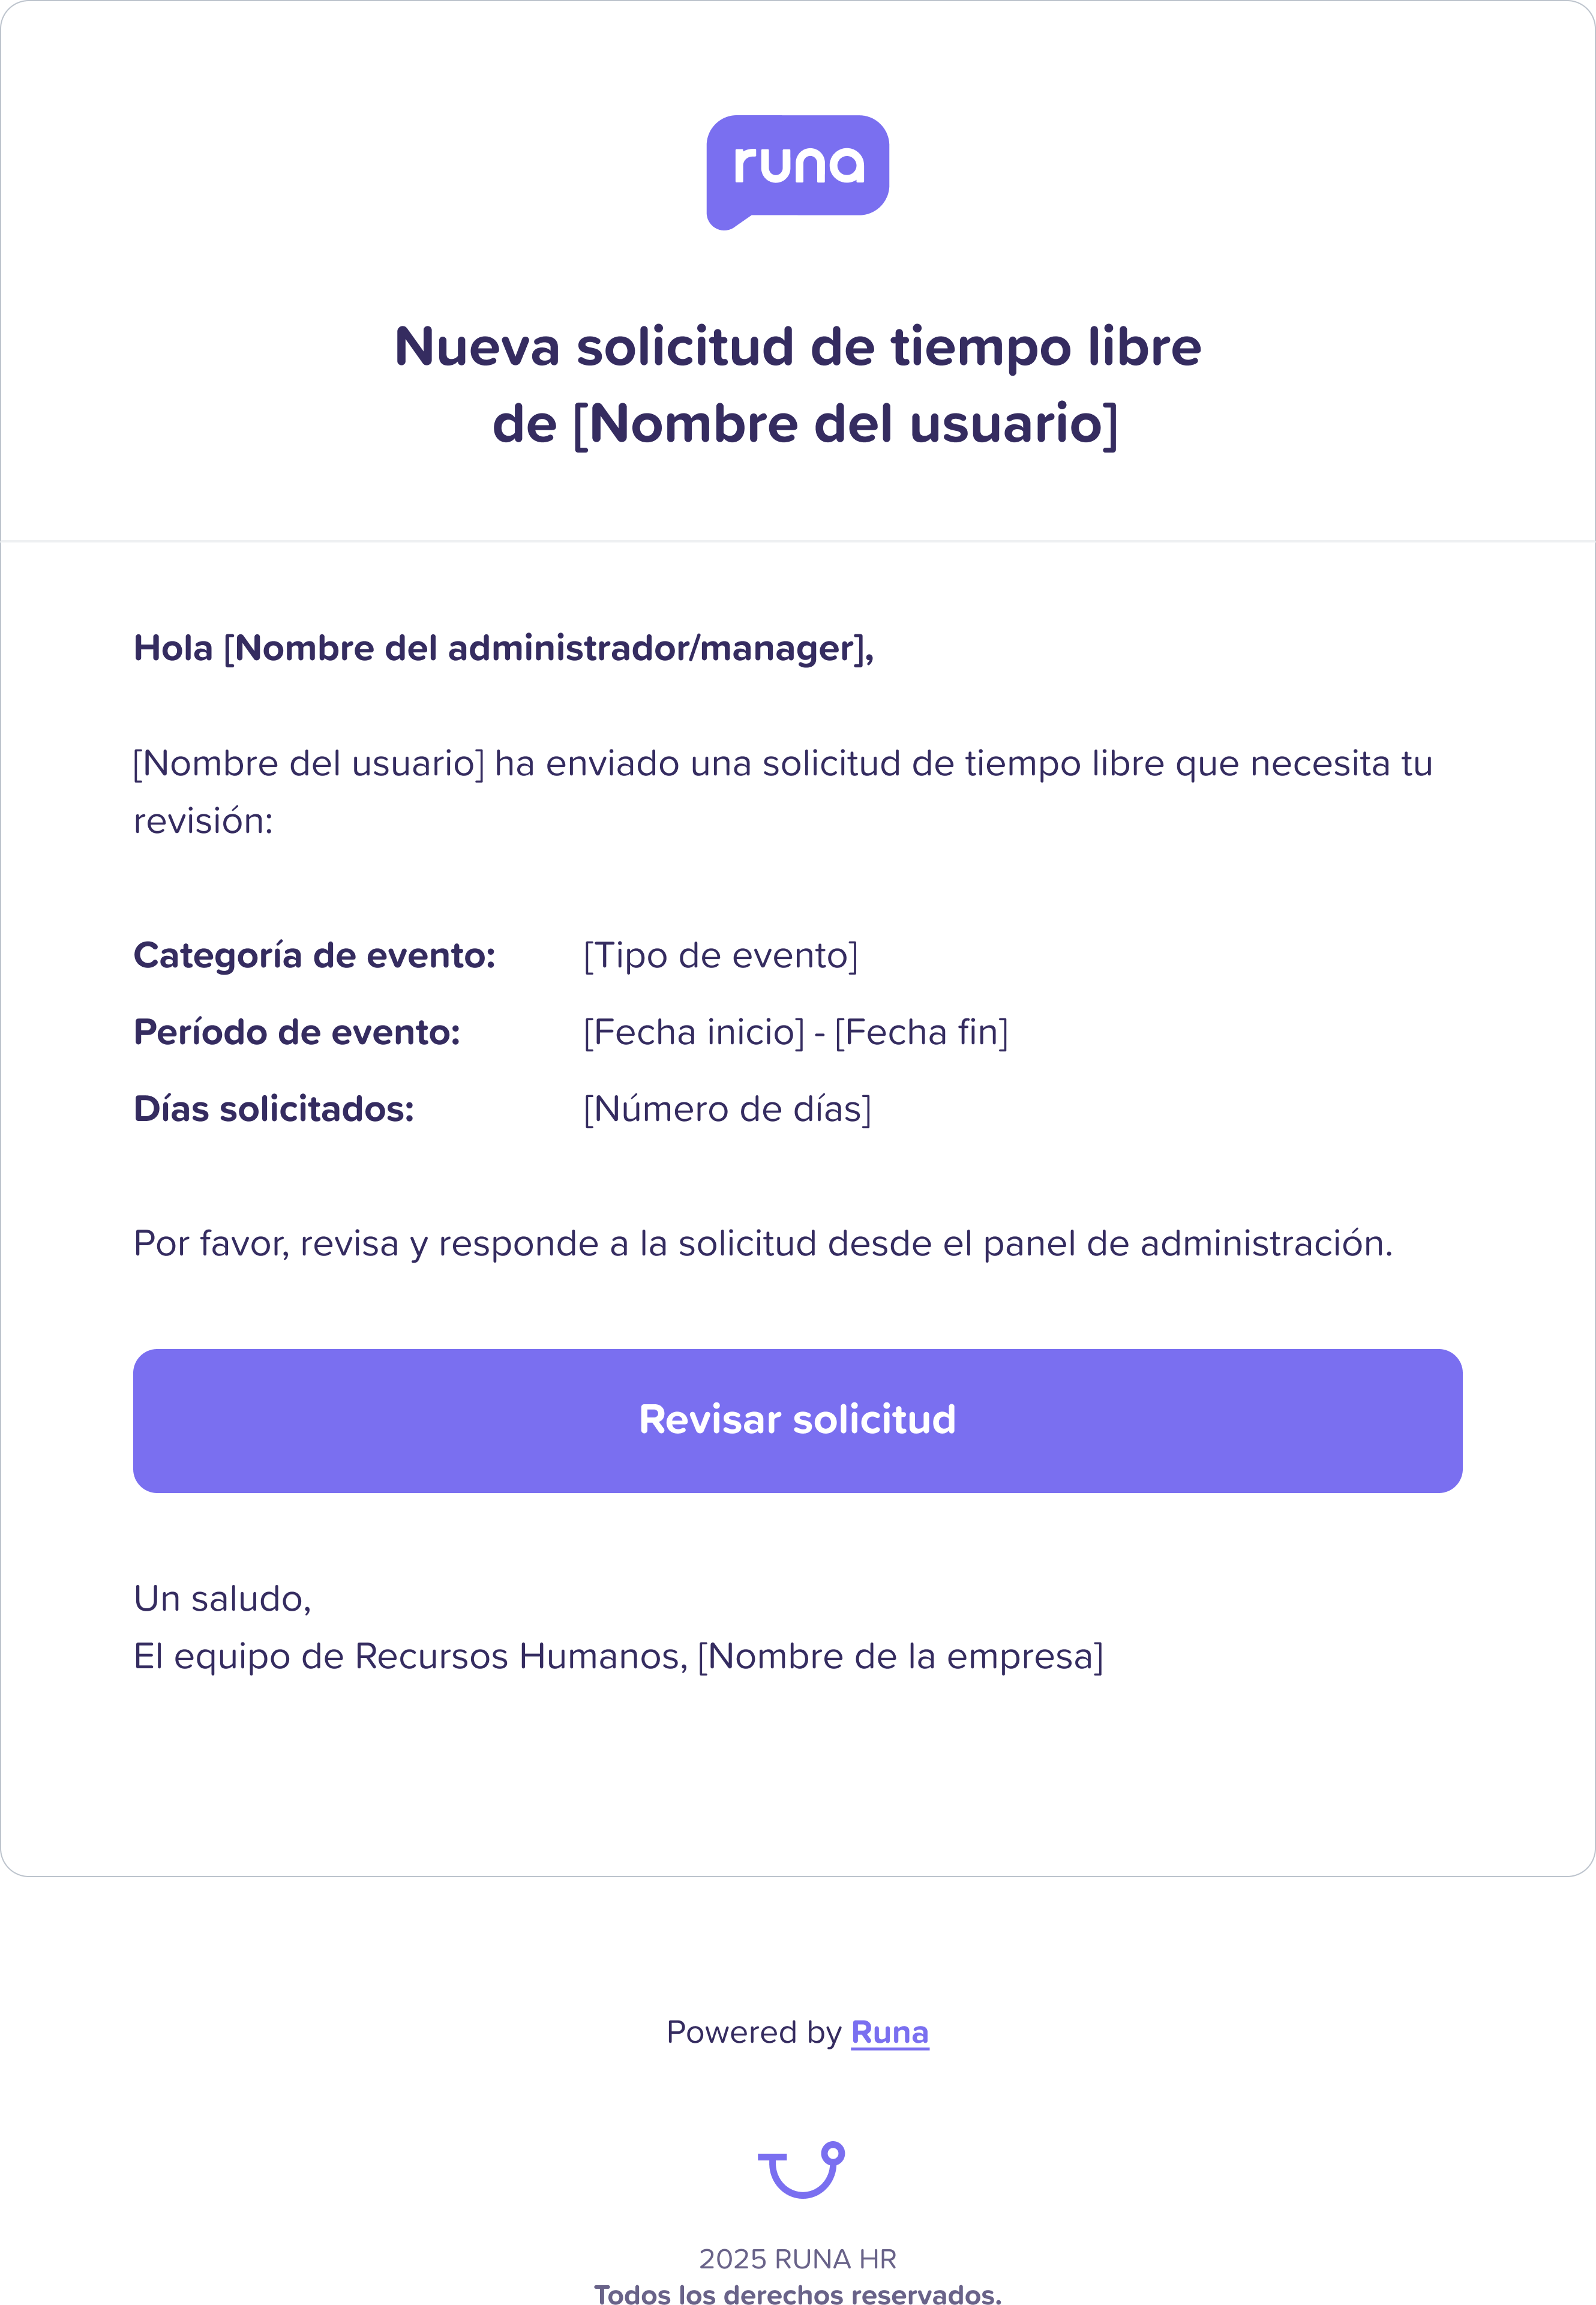 runa
Nueva solicitud de tiempo libre
de [Nombre del usuario]
Hola [Nombre del administrador/manager],
[Nombre del usuario] ha enviado una solicitud de tiempo libre que necesita tu
revisión:
Categoría de evento: [Tipo de evento]
Período de evento: [Fecha inicio] - [Fecha fin]
Días solicitados: [Número de días]
Por favor, revisa y responde a la solicitud desde el panel de administración.
Revisar solicitud
Un saludo,
El equipo de Recursos Humanos, [Nombre de la empresa]
Powered by Runa
2025 RUNA HR
Todos los derechos reservados.